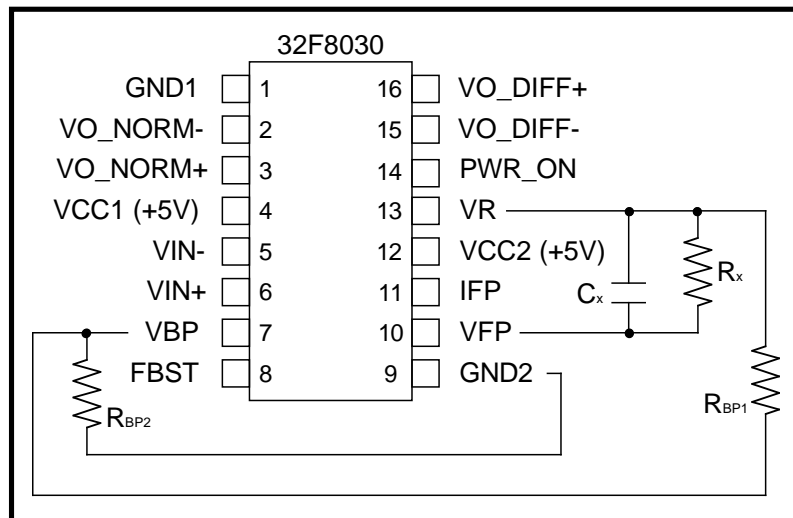 32F8030
GND1 1 16 VO_DIFF+
VO_NORM- 2 15 VO_DIFF-
VO_NORM+ 3 14 PWR_ON
VCC1 (+5V) 4 13 VR
VIN- 5 12 VCC2 (+5V)
VIN+ 6 11 IFP
VBP 7 10 VFP
FBST 8 9 GND2
Cx
Rx
RBP2
RBP1